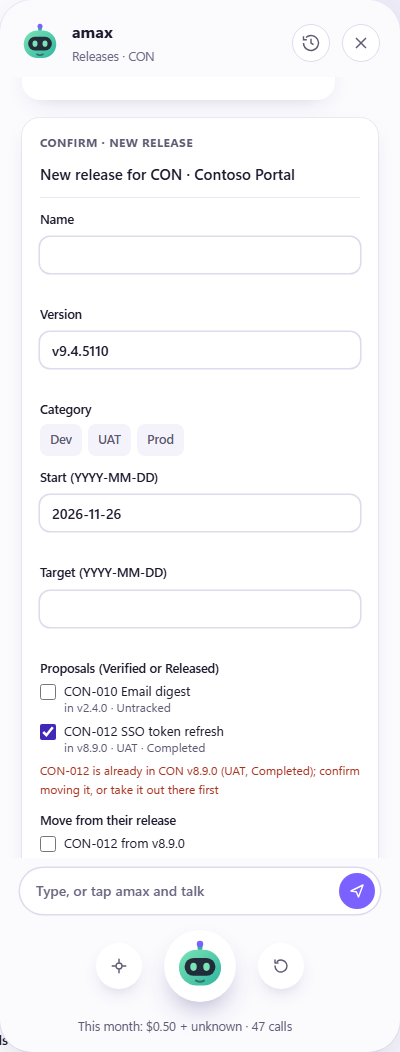 amax
Releases · CON
CONFIRM · NEW RELEASE
New release for CON · Contoso Portal
Name
Version
v9.4.5110
Category
Dev UAT Prod
Start (YYYY-MM-DD)
2026-11-26
Target (YYYY-MM-DD)
Proposals (Verified or Released)
CON-010 Email digest
in v2.4.0 · Untracked
CON-012 SSO token refresh
in v8.9.0 · UAT · Completed
CON-012 is already in CON v8.9.0 (UAT, Completed); confirm
moving it, or take it out there first
Move from their release
CON-012 from v8.9.0
Type, or tap amax and talk
This month: $0.50 + unknown · 47 calls
ls